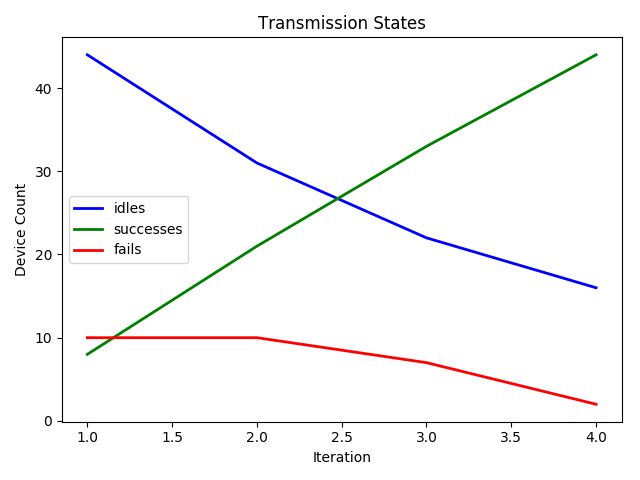 Transmission States
Device Count
40
30
20
10
0
idles
successes
fails
1.0 1.5 2.0 2.5 3.0 3.5 4.0
Iteration